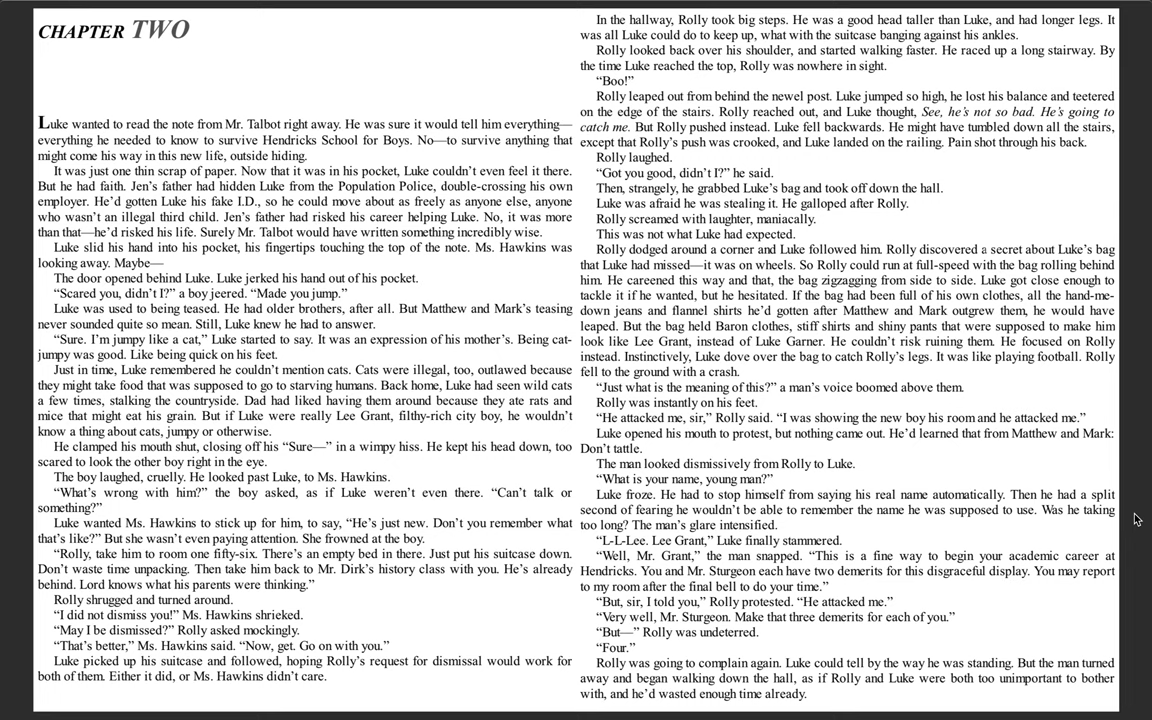 CHAPTER TWO
Luke wanted to read the note from Mr. Talbot right away. He was sure it would tell him everything—
everything he needed to know to survive Hendricks School for Boys. No—to survive anything that
might come his way in this new life, outside hiding.
It was just one thin scrap of paper. Now that it was in his pocket, Luke couldn’t even feel it there.
But he had faith. Jen’s father had hidden Luke from the Population Police, double-crossing his own
employer. He’d gotten Luke his fake I.D., so he could move about as freely as anyone else, anyone
who wasn’t an illegal third child. Jen’s father had risked his career helping Luke. No, it was more
than that—he’d risked his life. Surely Mr. Talbot would have written something incredibly wise.
Luke slid his hand into his pocket, his fingertips touching the top of the note. Ms. Hawkins was
looking away. Maybe—
The door opened behind Luke. Luke jerked his hand out of his pocket.
“Scared you, didn’t I?” a boy jeered. “Made you jump.”
Luke was used to being teased. He had older brothers, after all. But Matthew and Mark’s teasing
never sounded quite so mean. Still, Luke knew he had to answer.
“Sure. I’m jumpy like a cat,” Luke started to say. It was an expression of his mother’s. Being cat-
jumpy was good. Like being quick on his feet.
Just in time, Luke remembered he couldn’t mention cats. Cats were illegal, too, outlawed because
they might take food that was supposed to go to starving humans. Back home, Luke had seen wild cats
a few times, stalking the countryside. Dad had liked having them around because they ate rats and
mice that might eat his grain. But if Luke were really Lee Grant, filthy-rich city boy, he wouldn’t
know a thing about cats, jumpy or otherwise.
He clamped his mouth shut, closing off his “Sure—” in a wimpy hiss. He kept his head down, too
scared to look the other boy right in the eye.
The boy laughed, cruelly. He looked past Luke, to Ms. Hawkins.
“What’s wrong with him?” the boy asked, as if Luke weren’t even there. “Can’t talk or
something?”
Luke wanted Ms. Hawkins to stick up for him, to say, “He’s just new. Don’t you remember what
that’s like?” But she wasn’t even paying attention. She frowned at the boy.
“Rolly, take him to room one fifty-six. There’s an empty bed in there. Just put his suitcase down.
Don’t waste time unpacking. Then take him back to Mr. Dirk’s history class with you. He’s already
behind. Lord knows what his parents were thinking.”
Rolly shrugged and turned around.
“I did not dismiss you!” Ms. Hawkins shrieked.
“May I be dismissed?” Rolly asked mockingly.
“That’s better,” Ms. Hawkins said. “Now, get. Go on with you.”
Luke picked up his suitcase and followed, hoping Rolly’s request for dismissal would work for
both of them. Either it did, or Ms. Hawkins didn’t care.
In the hallway, Rolly took big steps. He was a good head taller than Luke, and had longer legs. It
was all Luke could do to keep up, what with the suitcase banging against his ankles.
Rolly looked back over his shoulder, and started walking faster. He raced up a long stairway. By
the time Luke reached the top, Rolly was nowhere in sight.
“Boo!”
Rolly leaped out from behind the newel post. Luke jumped so high, he lost his balance and teetered
on the edge of the stairs. Rolly reached out, and Luke thought, See, he’s not so bad. He’s going to
catch me. But Rolly pushed instead. Luke fell backwards. He might have tumbled down all the stairs,
except that Rolly’s push was crooked, and Luke landed on the railing. Pain shot through his back.
Rolly laughed.
“Got you good, didn’t I?” he said.
Then, strangely, he grabbed Luke’s bag and took off down the hall.
Luke was afraid he was stealing it. He galloped after Rolly.
Rolly screamed with laughter, maniacally.
This was not what Luke had expected.
Rolly dodged around a corner and Luke followed him. Rolly discovered a secret about Luke’s bag
that Luke had missed—it was on wheels. So Rolly could run at full-speed with the bag rolling behind
him. He careened this way and that, the bag zigzagging from side to side. Luke got close enough to
tackle it if he wanted, but he hesitated. If the bag had been full of his own clothes, all the hand-me-
down jeans and flannel shirts he’d gotten after Matthew and Mark outgrew them, he would have
leaped. But the bag held Baron clothes, stiff shirts and shiny pants that were supposed to make him
look like Lee Grant, instead of Luke Garner. He couldn’t risk ruining them. He focused on Rolly
instead. Instinctively, Luke dove over the bag to catch Rolly’s legs. It was like playing football. Rolly
fell to the ground with a crash.
“Just what is the meaning of this?” a man’s voice boomed above them.
Rolly was instantly on his feet.
“He attacked me, sir,” Rolly said. “I was showing the new boy his room and he attacked me.”
Luke opened his mouth to protest, but nothing came out. He’d learned that from Matthew and Mark:
Don’t tattle.
The man looked dismissively from Rolly to Luke.
“What is your name, young man?”
Luke froze. He had to stop himself from saying his real name automatically. Then he had a split
second of fearing he wouldn’t be able to remember the name he was supposed to use. Was he taking
too long? The man’s glare intensified.
“L-L-Lee. Lee Grant,” Luke finally stammered.
“Well, Mr. Grant,” the man snapped. “This is a fine way to begin your academic career at
Hendricks. You and Mr. Sturgeon each have two demerits for this disgraceful display. You may report
to my room after the final bell to do your time.”
“But, sir, I told you,” Rolly protested. “He attacked me.”
“Very well, Mr. Sturgeon. Make that three demerits for each of you.”
“But—” Rolly was undeterred.
“Four.”
Rolly was going to complain again. Luke could tell by the way he was standing. But the man turned
away and began walking down the hall, as if Rolly and Luke were both too unimportant to bother
with, and he’d wasted enough time already.